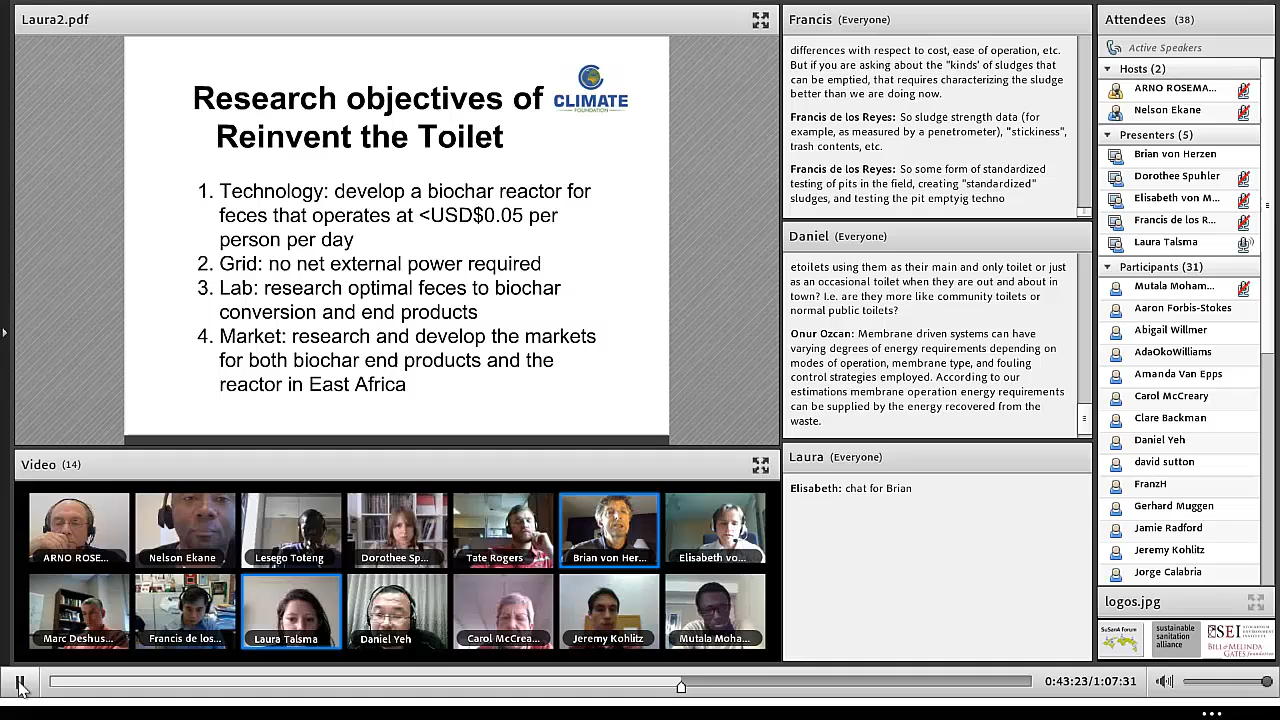 Laura2.pdf
Research objectives of
Reinvent the Toilet
CLIMATE
FOUNDATION
1. Technology: develop a biochar reactor for
feces that operates at <USD$0.05 per
person per day
2. Grid: no net external power required
3. Lab: research optimal feces to biochar
conversion and end products
4. Market: research and develop the markets
for both biochar end products and the
reactor in East Africa
Video (14)
ARNO ROSE...
Nelson Ekane
Lesego Toteng
Dorothee Sp...
Tate Rogers
Brian von Her...
Elisabeth vo...
Marc Deshus...
Francis de los...
Laura Talsma
Daniel Yeh
Carol McCrea...
Jeremy Kohlitz
Mutala Moha...
Francis (Everyone)
differences with respect to cost, ease of operation, etc.
But if you are asking about the "kinds' of sludges that
can be emptied, that requires characterizing the sludge
better than we are doing now.
Francis de los Reyes: So sludge strength data (for
example, as measured by a penetrometer), "stickiness",
trash contents, etc.
Francis de los Reyes: So some form of standardized
testing of pits in the field, creating "standardized"
sludges, and testing the pit emptyig techno
Daniel (Everyone)
etoilets using them as their main and only toilet or just
as an occasional toilet when they are out and about in
town? I.e. are they more like community toilets or
normal public toilets?
Onur Ozcan: Membrane driven systems can have
varying degrees of energy requirements depending on
modes of operation, membrane type, and fouling
control strategies employed. According to our
estimations membrane operation energy requirements
can be supplied by the energy recovered from the
waste.
Laura (Everyone)
Elisabeth: chat for Brian
Attendees (38)
Active Speakers
Hosts (2)
ARNO ROSEMA...
Nelson Ekane
Presenters (5)
Brian von Herzen
Dorothee Spuhler
Elisabeth von M...
Francis de los R...
Laura Talsma
Participants (31)
Mutala Moham...
Aaron Forbis-Stokes
Abigail Willmer
AdaOkoWilliams
Amanda Van Epps
Carol McCreary
Clare Backman
Daniel Yeh
david sutton
FranzH
Gerhard Muggen
Jamie Radford
Jeremy Kohlitz
Jorge Calabria
logos.jpg
SuSanA Forum
sustainable
sanitation
alliance
SEI
STOCKHOLM
ENVIRONMENT
INSTITUTE
BILL & MELINDA
GATES foundation
0:43:23/1:07:31